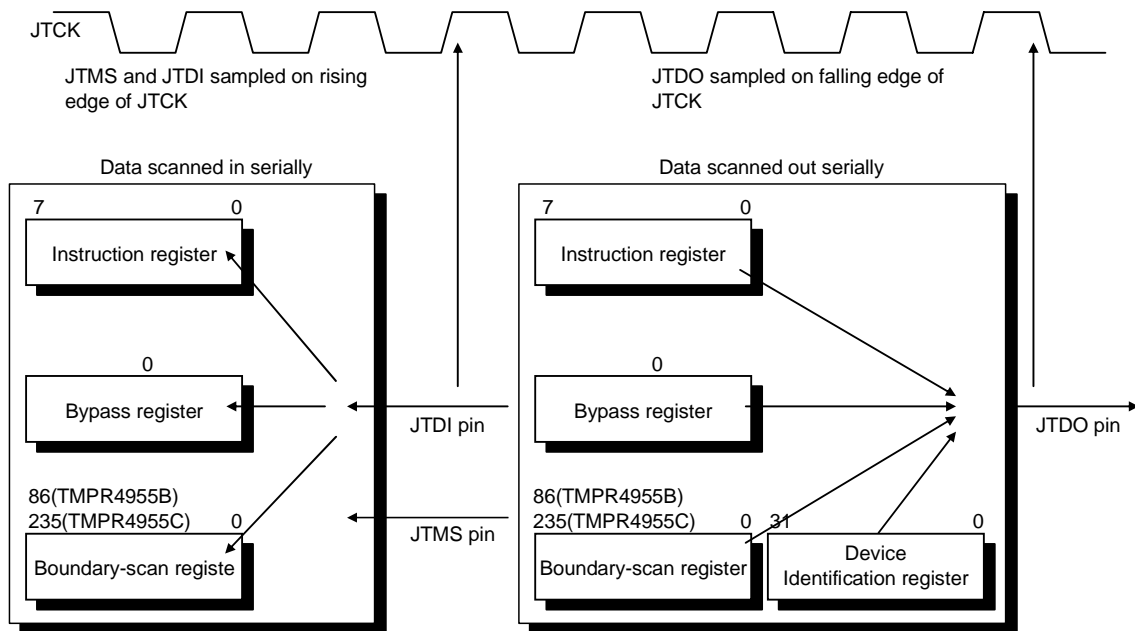 JTCK
JTMS and JTDI sampled on rising
edge of JTCK
JTDO sampled on falling edge of
JTCK
Data scanned in serially
7 0
Instruction register
0
Bypass register
86(TMPR4955B)
235(TMPR4955C) 0
Boundary-scan registe
JTDI pin
JTMS pin
Data scanned out serially
7 0
Instruction register
0
Bypass register
86(TMPR4955B)
235(TMPR4955C) 0
Boundary-scan register
31 0
Device
Identification register
JTDO pin